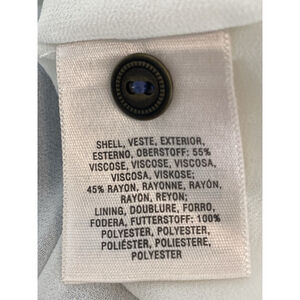 SHELL, VESTE, EXTERIOR,
ESTERNO, OBERSTOFF: 55%
VISCOSE, VISCOSE, VISCOSA,
VISCOSA, VISKOSE;
45% RAYON, RAYONNE, RAYÓN,
RAYON, REYON;
LINING, DOUBLURE, FORRO,
FODERA, FUTTERSTOFF: 100%
POLYESTER, POLYESTER,
POLIÉSTER, POLIESTERE,
POLYESTER